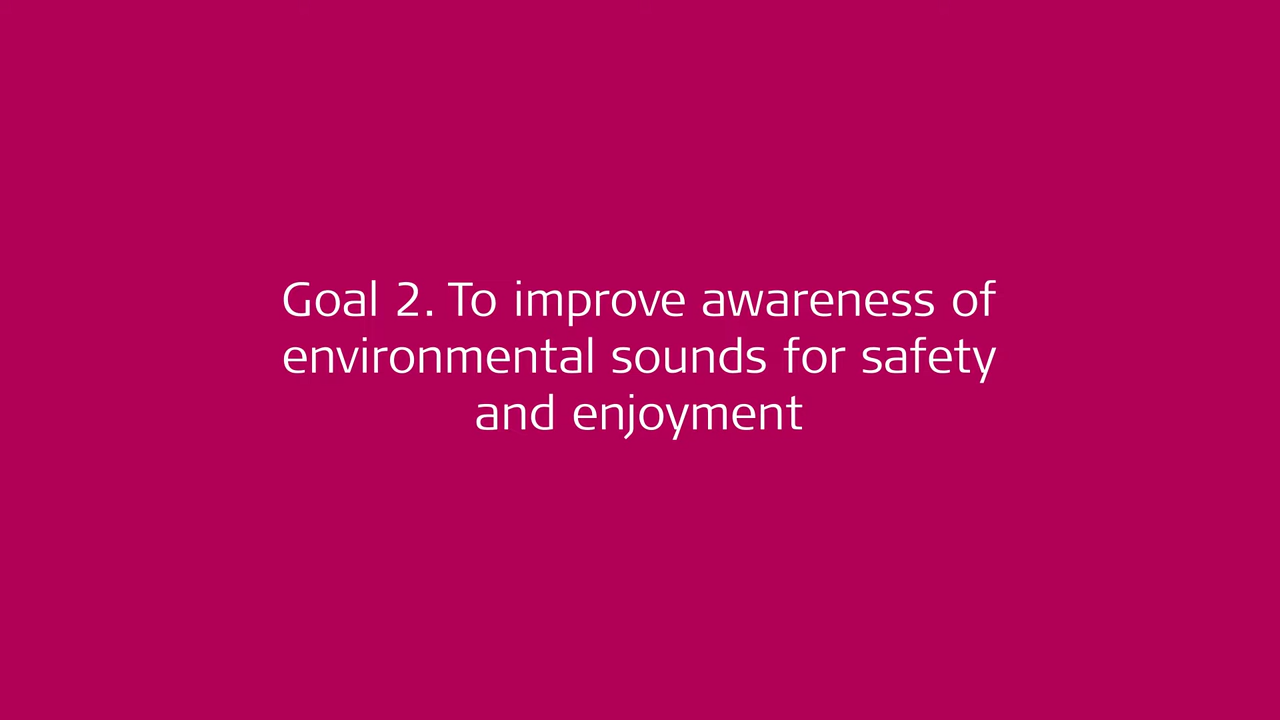 Goal 2. To improve awareness of
environmental sounds for safety
and enjoyment